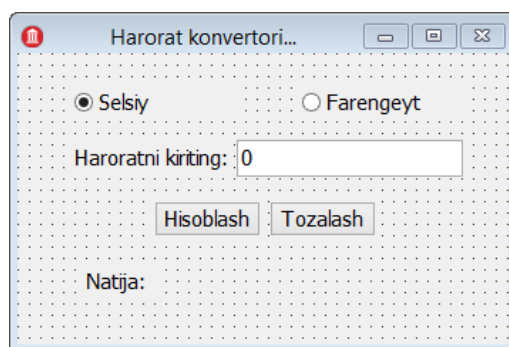 Harorat konvertori...
Selsiy Farengeyt
Haroratni kiriting: 0
Hisoblash Tozalash
Natija: